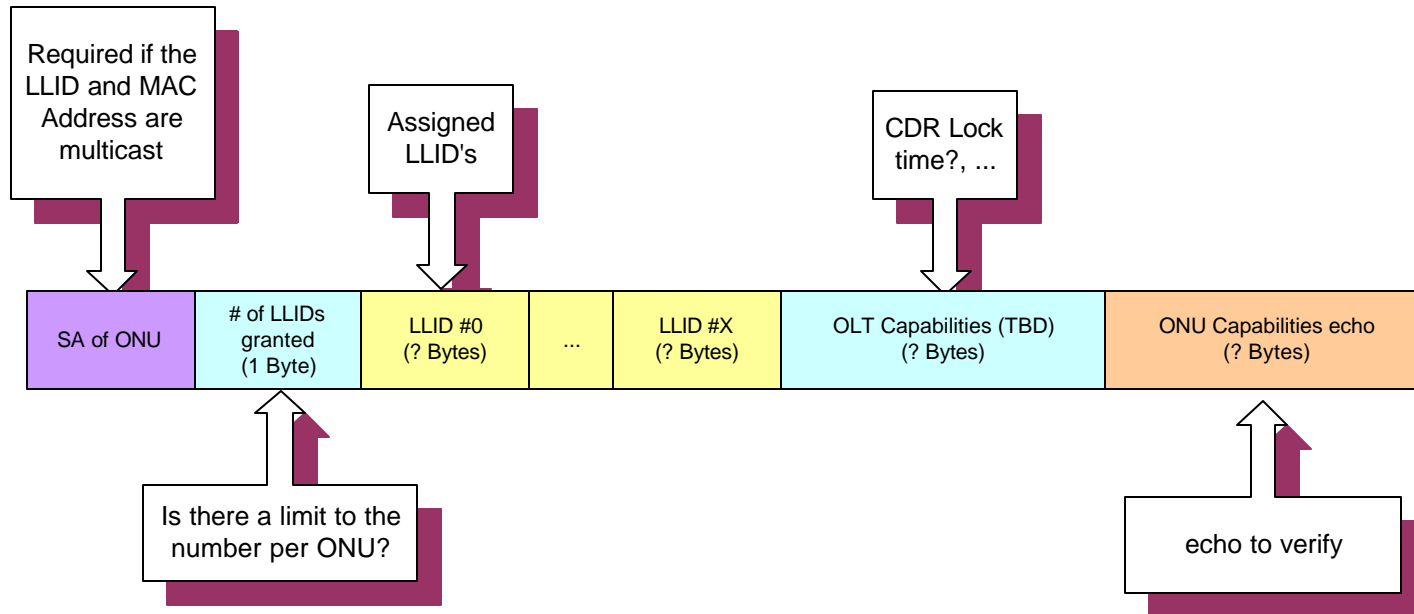 Required if the
LLID and MAC
Address are
multicast
Assigned
LLID's
CDR Lock
time?, ...
SA of ONU
# of LLIDs
granted
(1 Byte)
LLID #0
(? Bytes)
...
LLID #X
(? Bytes)
OLT Capabilities (TBD)
(? Bytes)
ONU Capabilities echo
(? Bytes)
Is there a limit to the
number per ONU?
echo to verify